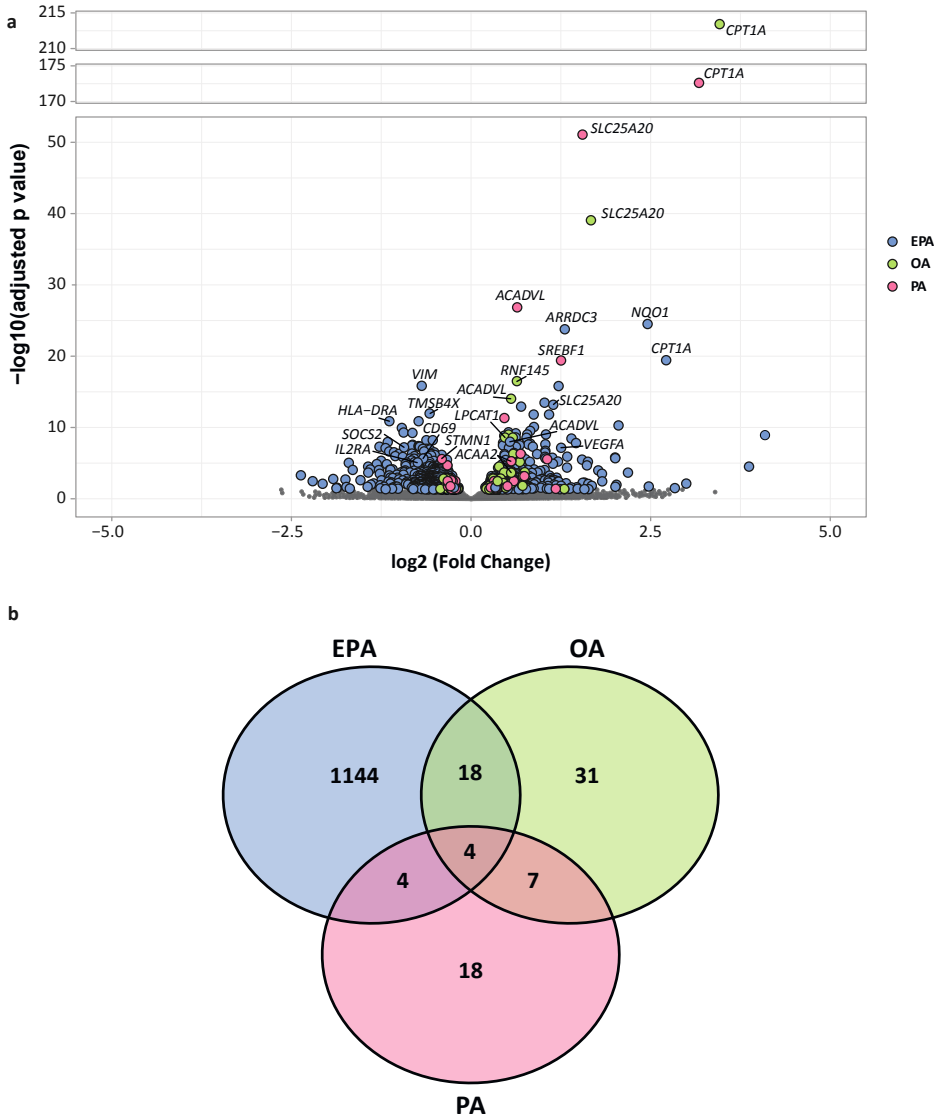 a
215
210
CPT1A
175
170
CPT1A
50
40
30
20
10
0
SLC25A20
SLC25A20
ACADVL
ARRDC3
NQO1
SREBF1
CPT1A
RNF145
VIM
ACADVL
SLC25A20
TMSB4X
HLA−DRA
LPCAT1
CD69
ACADVL
SOCS2
STMN1
VEGFA
IL2RA
ACAA2
−log10(adjusted p value)
EPA
OA
PA
−5.0
−2.5
0.0
2.5
5.0
log2 (Fold Change)
b
EPA
OA
1144
18
31
4
4
7
18
PA